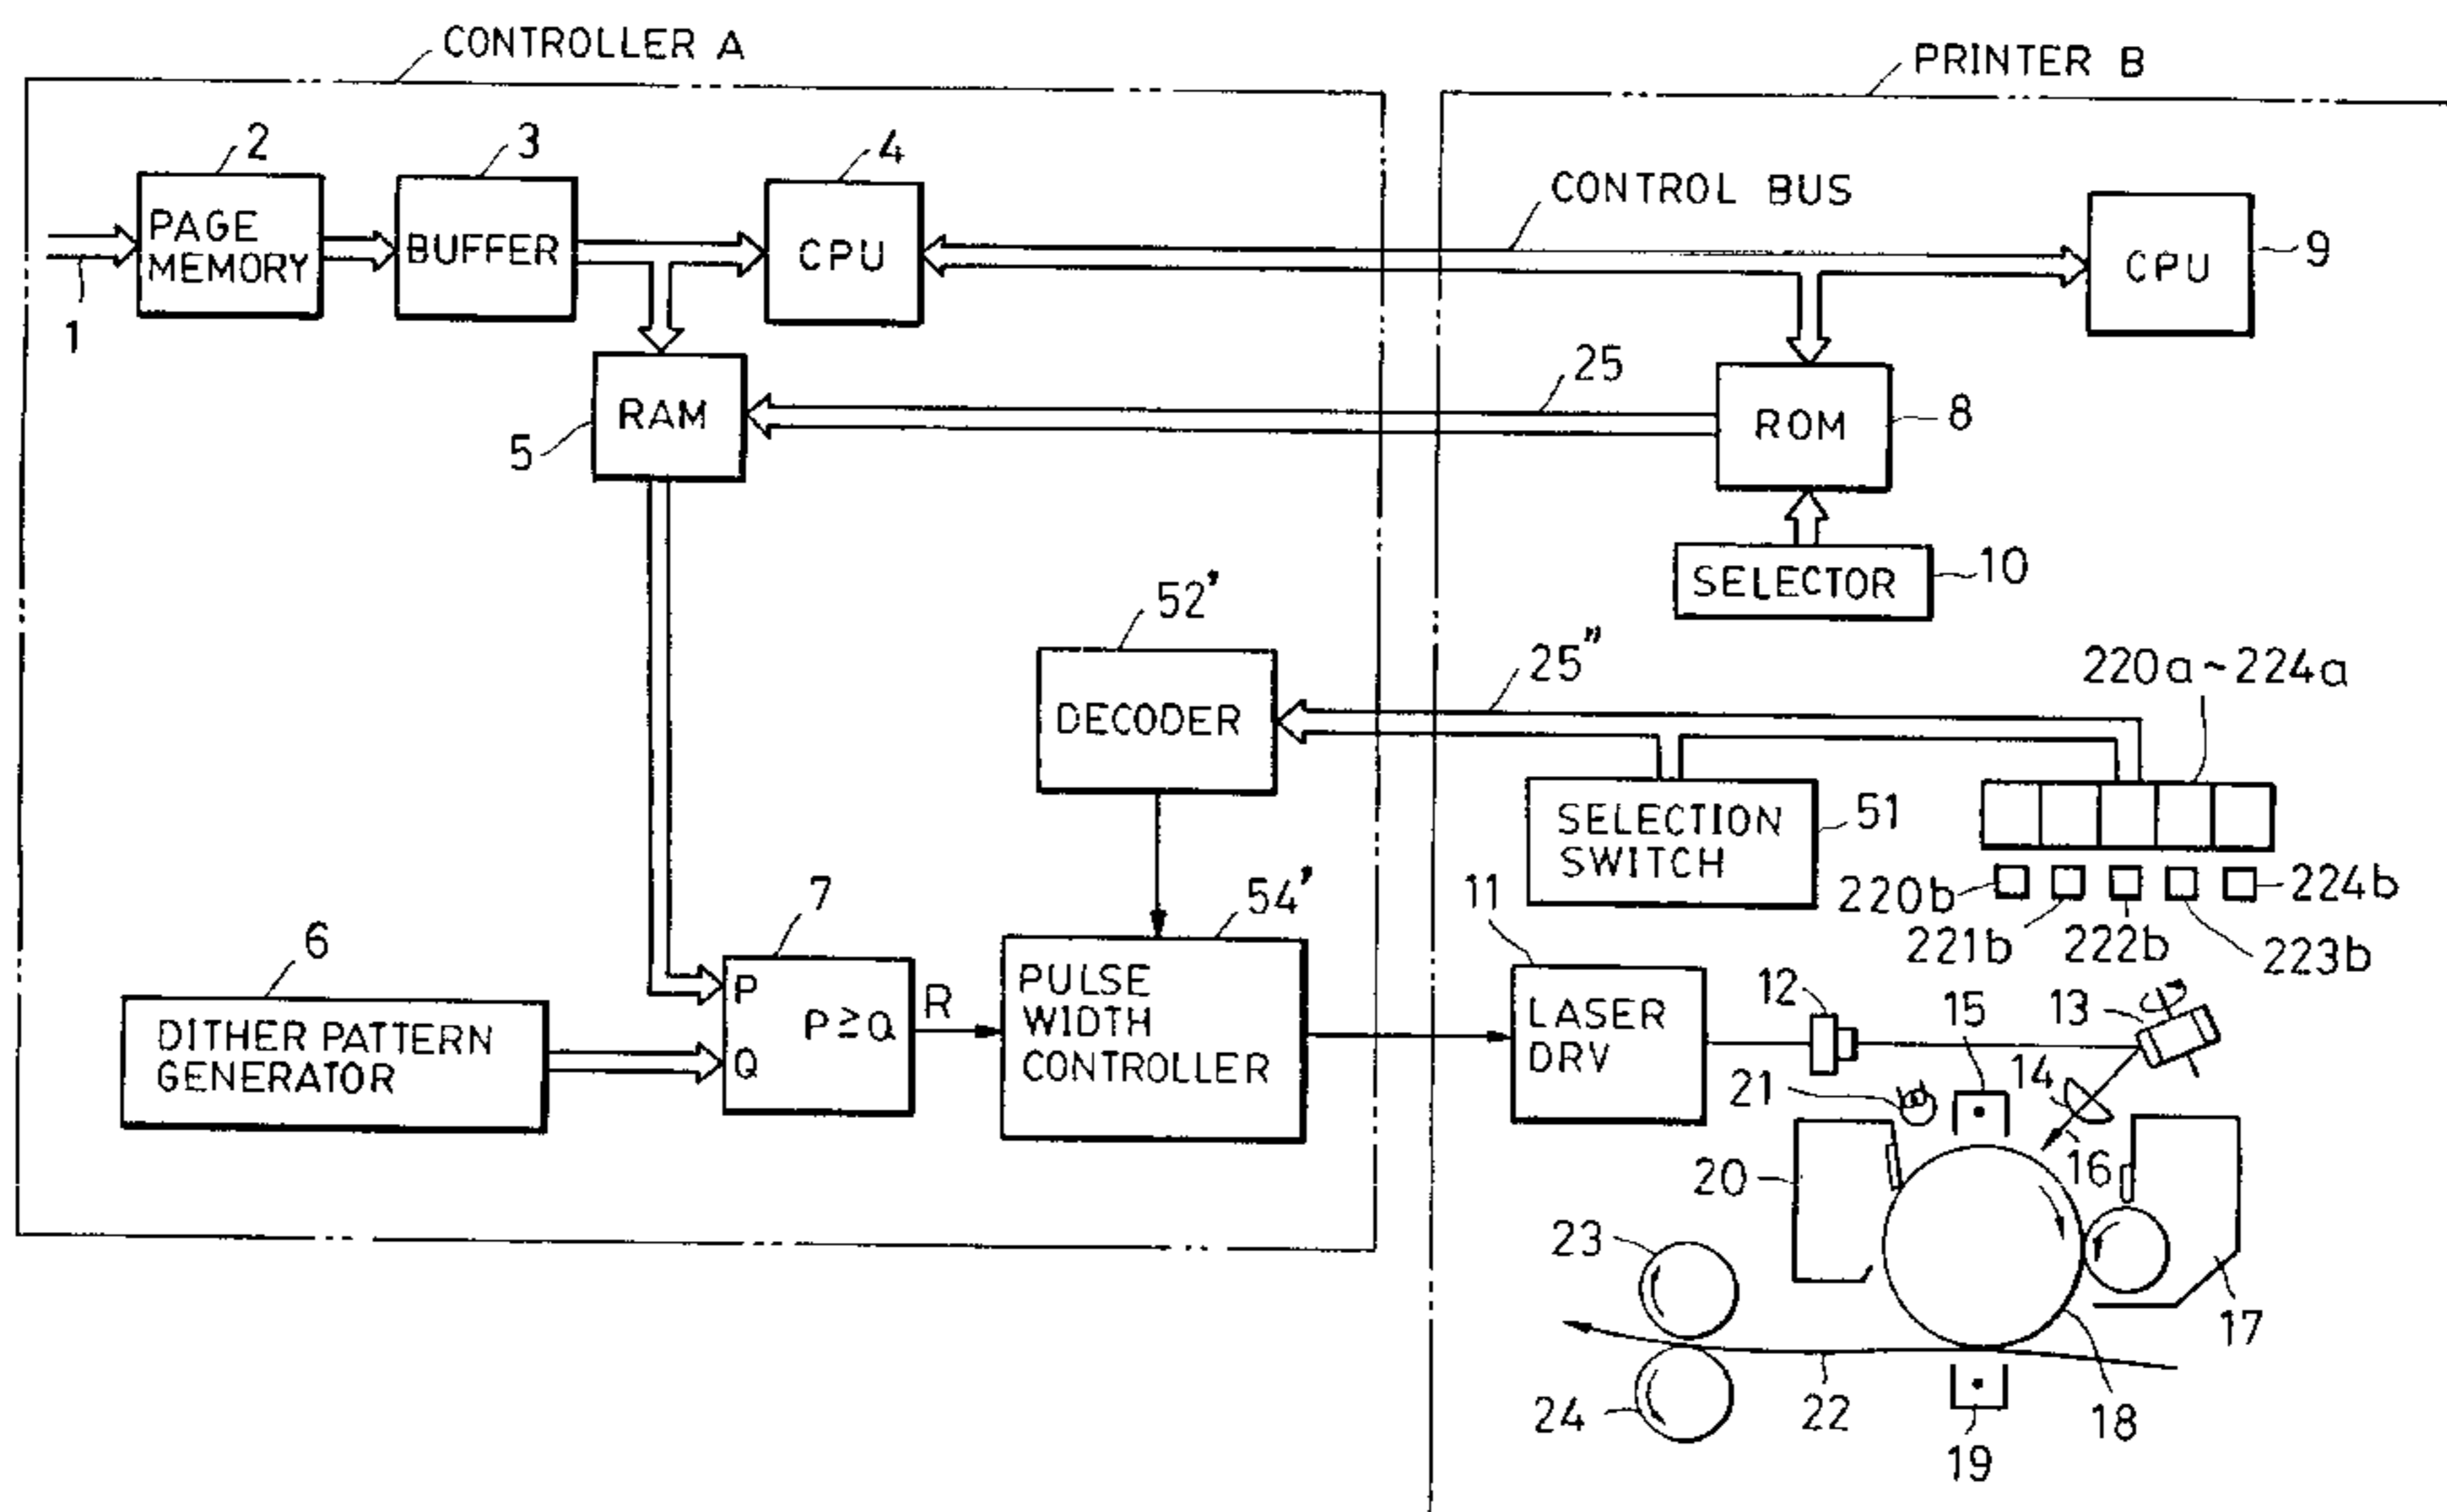 CONTROLLER A
PRINTER B
2
3
4
CONTROL BUS
PAGE
MEMORY
BUFFER
CPU
CPU
9
1
25
RAM
5
ROM
8
SELECTOR
10
52'
25"
220a~224a
DECODER
SELECTION
SWITCH
51
220b
221b
222b
223b
224b
6
7
54'
11
DITHER PATTERN
GENERATOR
P
P≥Q
Q
R
PULSE
WIDTH
CONTROLLER
LASER
DRV
12
15
13
21
14
16
20
23
17
24
22
18
19